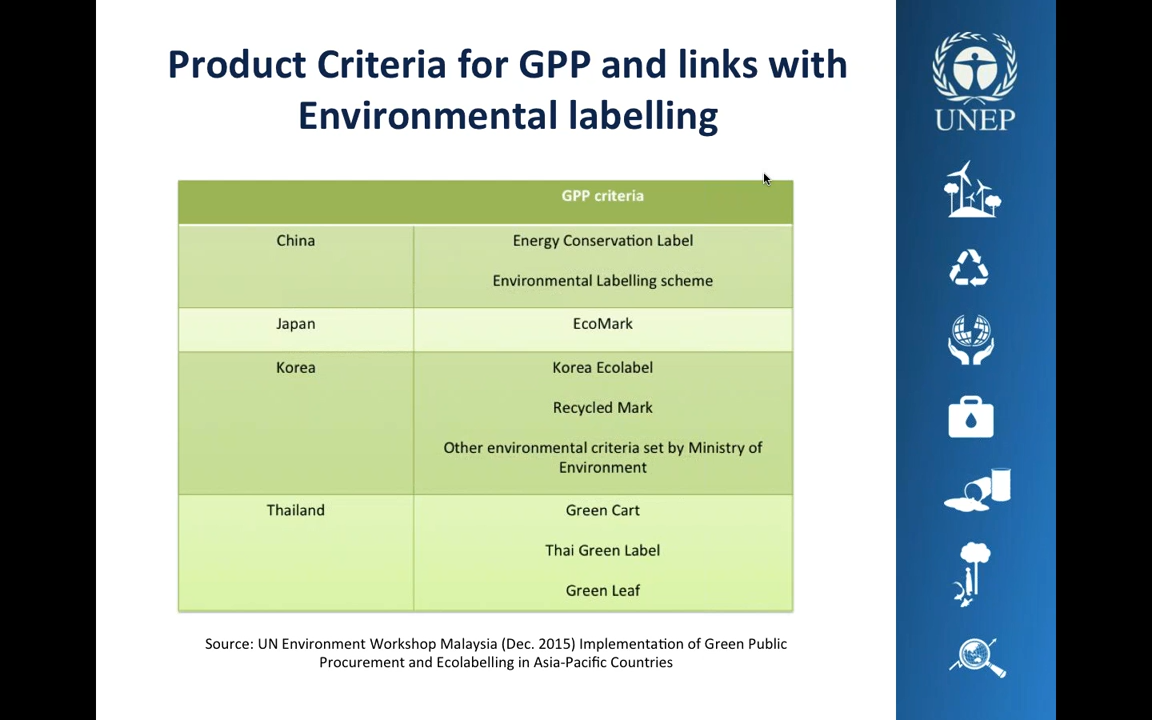 Product Criteria for GPP and links with
Environmental labelling
UNEP
GPP criteria
China
Energy Conservation Label
Environmental Labelling scheme
Japan
EcoMark
Korea
Korea Ecolabel
Recycled Mark
Other environmental criteria set by Ministry of
Environment
Thailand
Green Cart
Thai Green Label
Green Leaf
Source: UN Environment Workshop Malaysia (Dec. 2015) Implementation of Green Public
Procurement and Ecolabelling in Asia-Pacific Countries